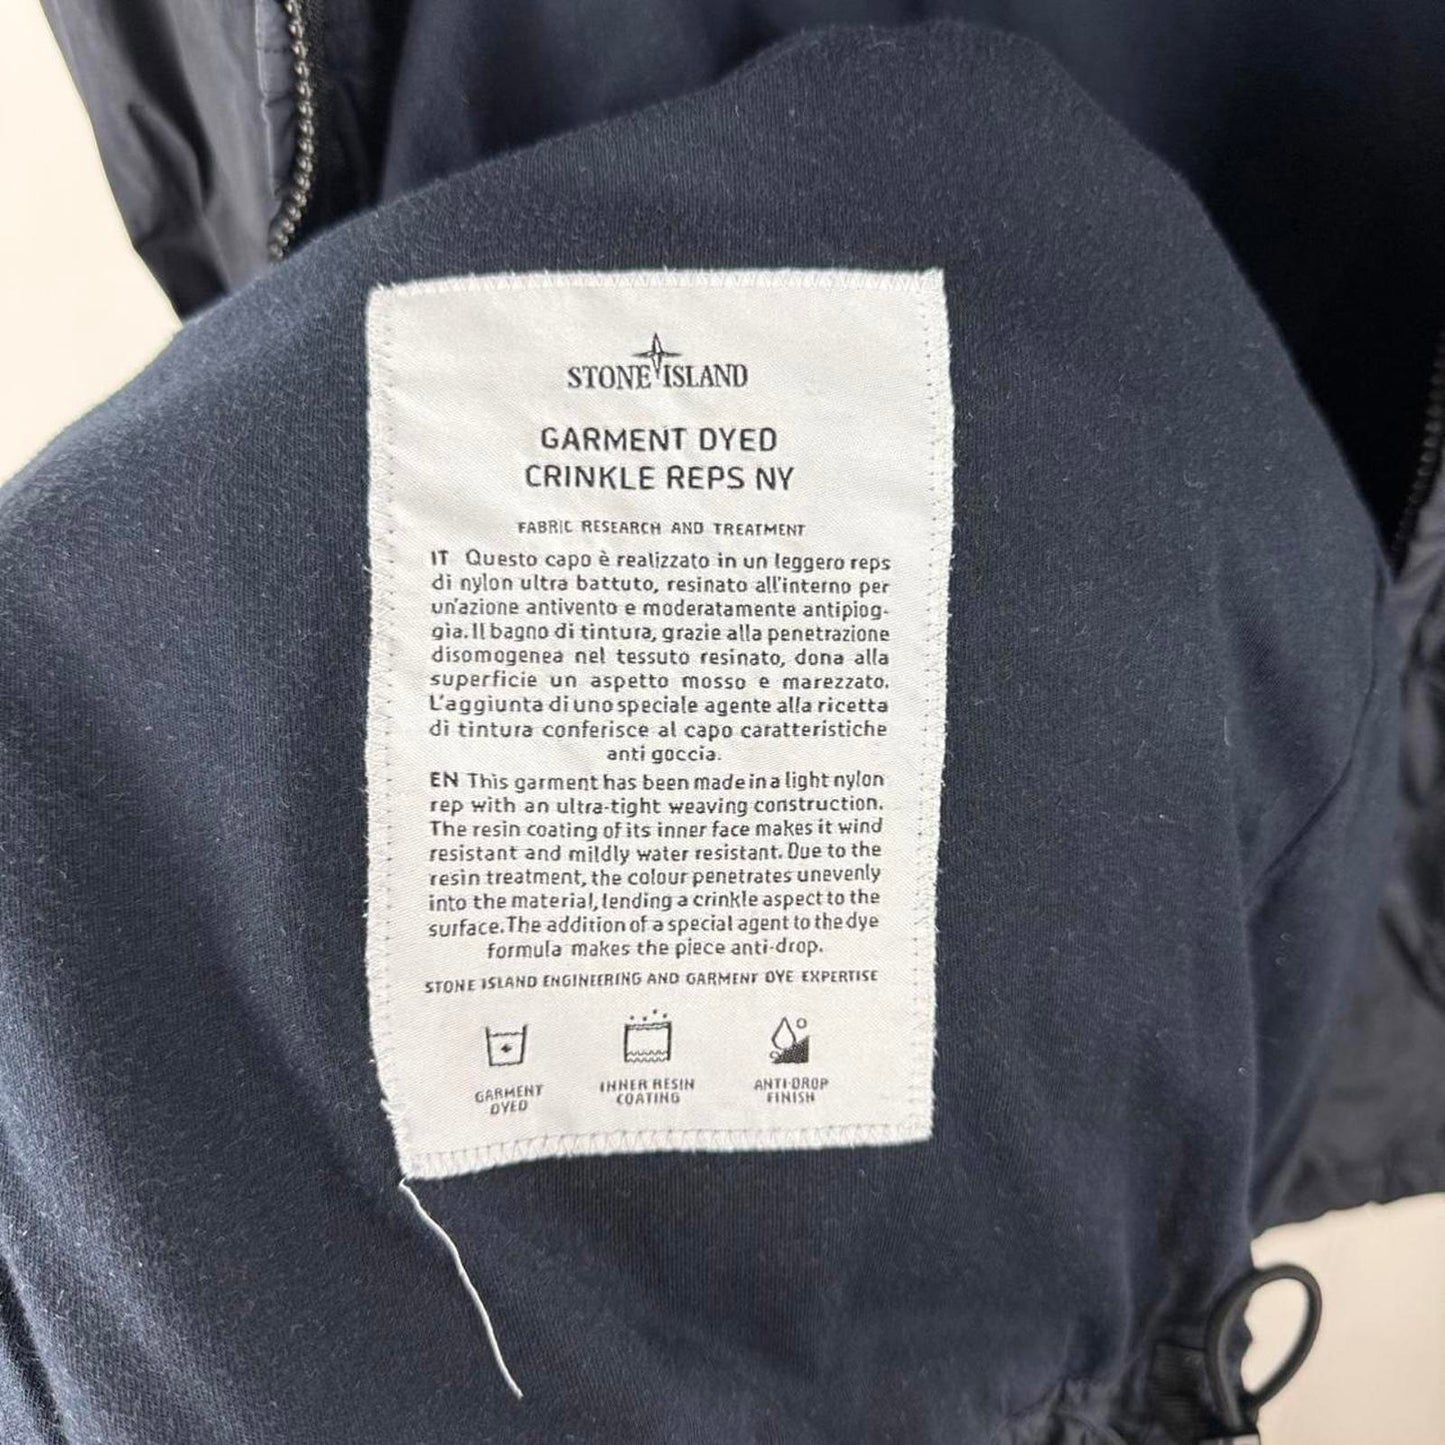 STONE ISLAND
GARMENT DYED
CRINKLE REPS NY
FABRIC RESEARCH AND TREATMENT
IT Questo capo è realizzato in un leggero reps
di nylon ultra battuto, resinato all'interno per
un'azione antivento e moderatamente antipiog-
gia. Il bagno di tintura, grazie alla penetrazione
disomogenea nel tessuto resinato, dona alla
superficie un aspetto mosso e marezzato.
L'aggiunta di uno speciale agente alla ricetta
di tintura conferisce al capo caratteristiche
anti goccia.
EN This garment has been made in a light nylon
rep with an ultra-tight weaving construction.
The resin coating of its inner face makes it wind
resistant and mildly water resistant. Due to the
resin treatment, the colour penetrates unevenly
into the material, lending a crinkle aspect to the
surface. The addition of a special agent to the dye
formula makes the piece anti-drop.
STONE ISLAND ENGINEERING AND GARMENT DYE EXPERTISE
GARMENT DYED
INNER RESIN COATING
ANTI-DROP FINISH